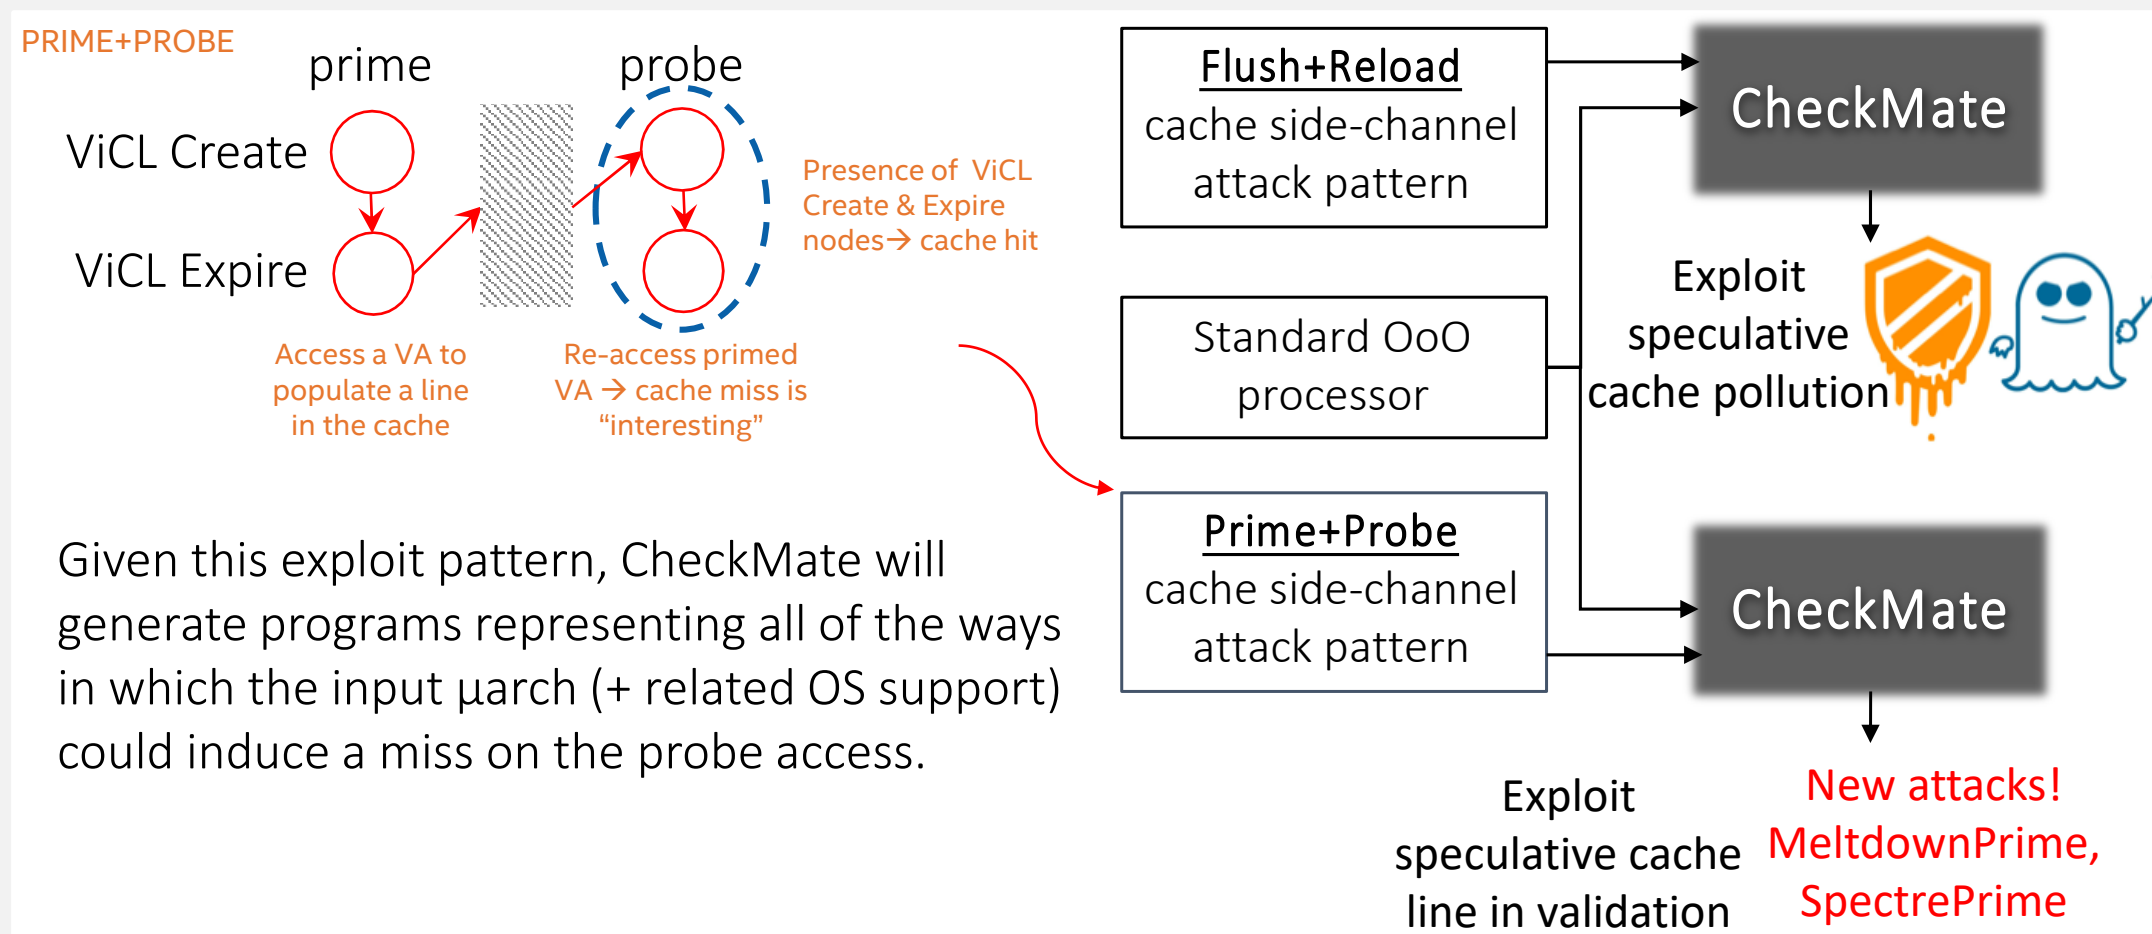 PRIME+PROBE
prime
probe
ViCL Create
ViCL Expire
Presence of ViCL
Create & Expire
nodes→ cache hit
Access a VA to
populate a line
in the cache
Re-access primed
VA → cache miss is
“interesting”
Given this exploit pattern, CheckMate will
generate programs representing all of the ways
in which the input µarch (+ related OS support)
could induce a miss on the probe access.
Flush+Reload
cache side-channel
attack pattern
Standard OoO
processor
Prime+Probe
cache side-channel
attack pattern
CheckMate
Exploit
speculative
cache pollution
CheckMate
Exploit
speculative cache
line in validation
New attacks!
MeltdownPrime,
SpectrePrime